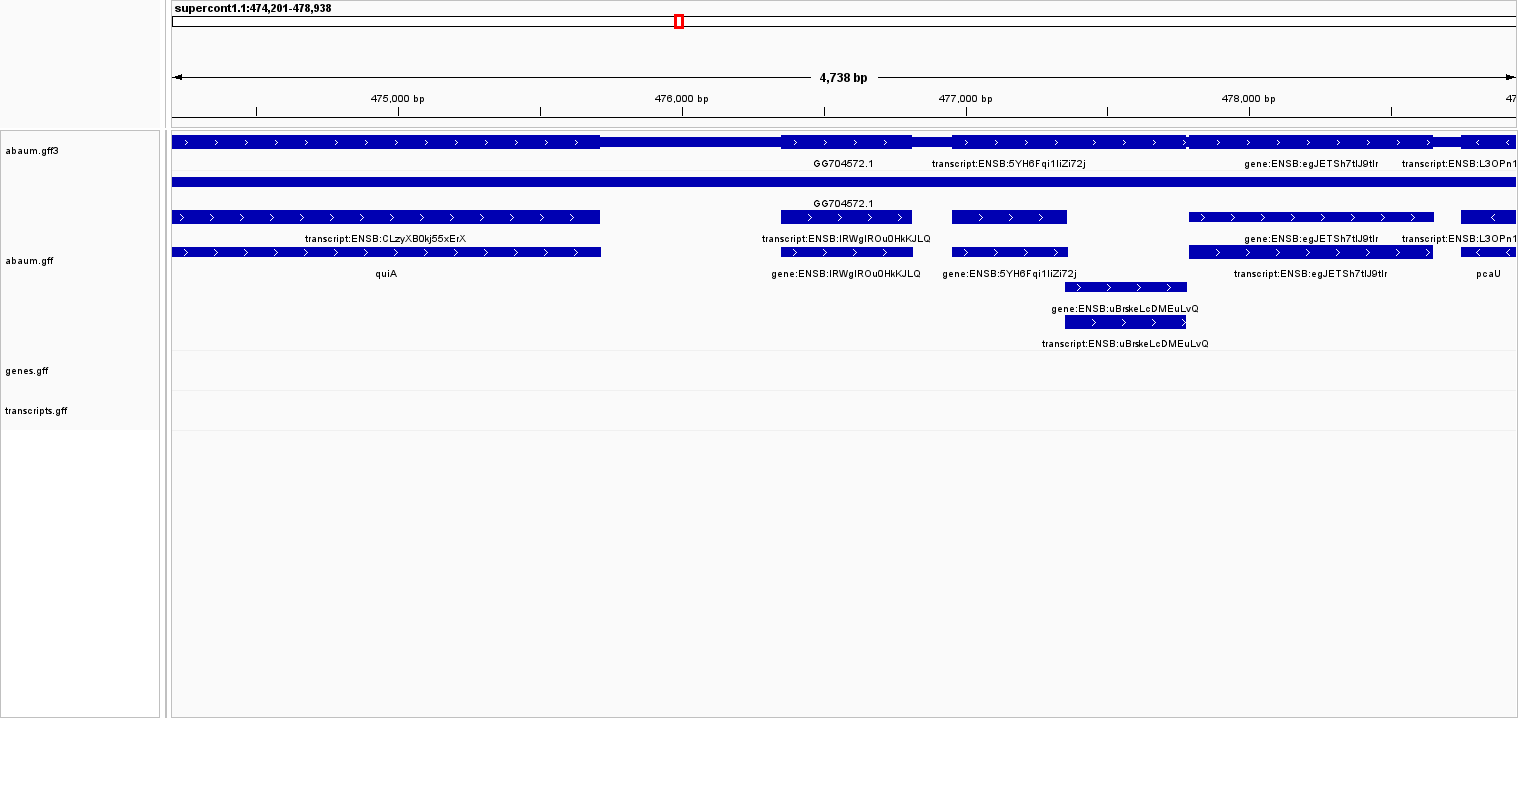 supercont1.1:474,201-478,938
4,738 bp
475,000 bp 476,000 bp 477,000 bp 478,000 bp 47
abaum.gff3
GG704572.1 transcript:ENSB:5YH6Fqi1IiZi72j gene:ENSB:egJETSh7tIJ9tIr transcript:ENSB:L3OPn1
GG704572.1
transcript:ENSB:CLzyXB0kj55xErX transcript:ENSB:IRWgIROu0HkKJLQ gene:ENSB:egJETSh7tIJ9tIr transcript:ENSB:L3OPn1
abaum.gff
quiA gene:ENSB:IRWgIROu0HkKJLQ gene:ENSB:5YH6Fqi1IiZi72j transcript:ENSB:egJETSh7tIJ9tIr pcaU
gene:ENSB:uBrskeLcDMEuLvQ
transcript:ENSB:uBrskeLcDMEuLvQ
genes.gff
transcripts.gff